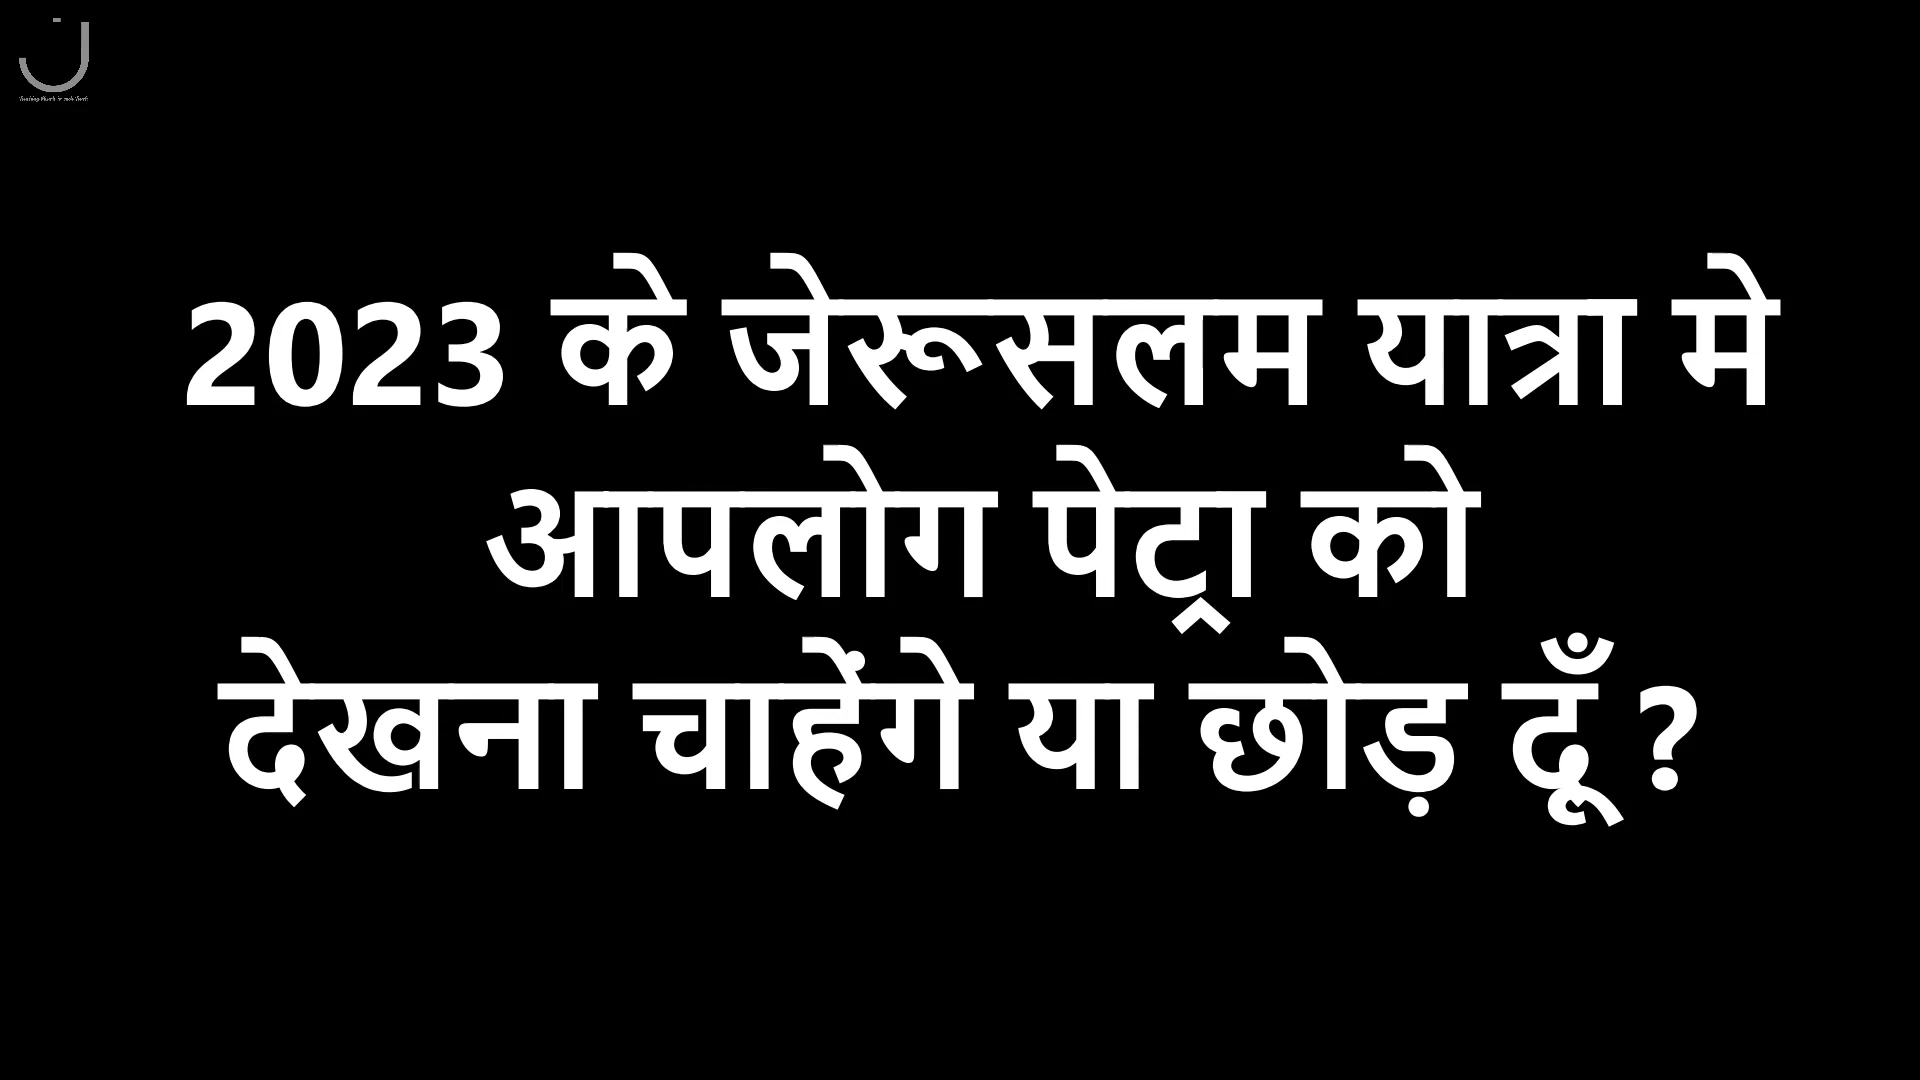 2023 के जेरूसलम यात्रा मे
आपलोग पेट्रा को
देखना चाहेंगे या छोड़ दूँ ?